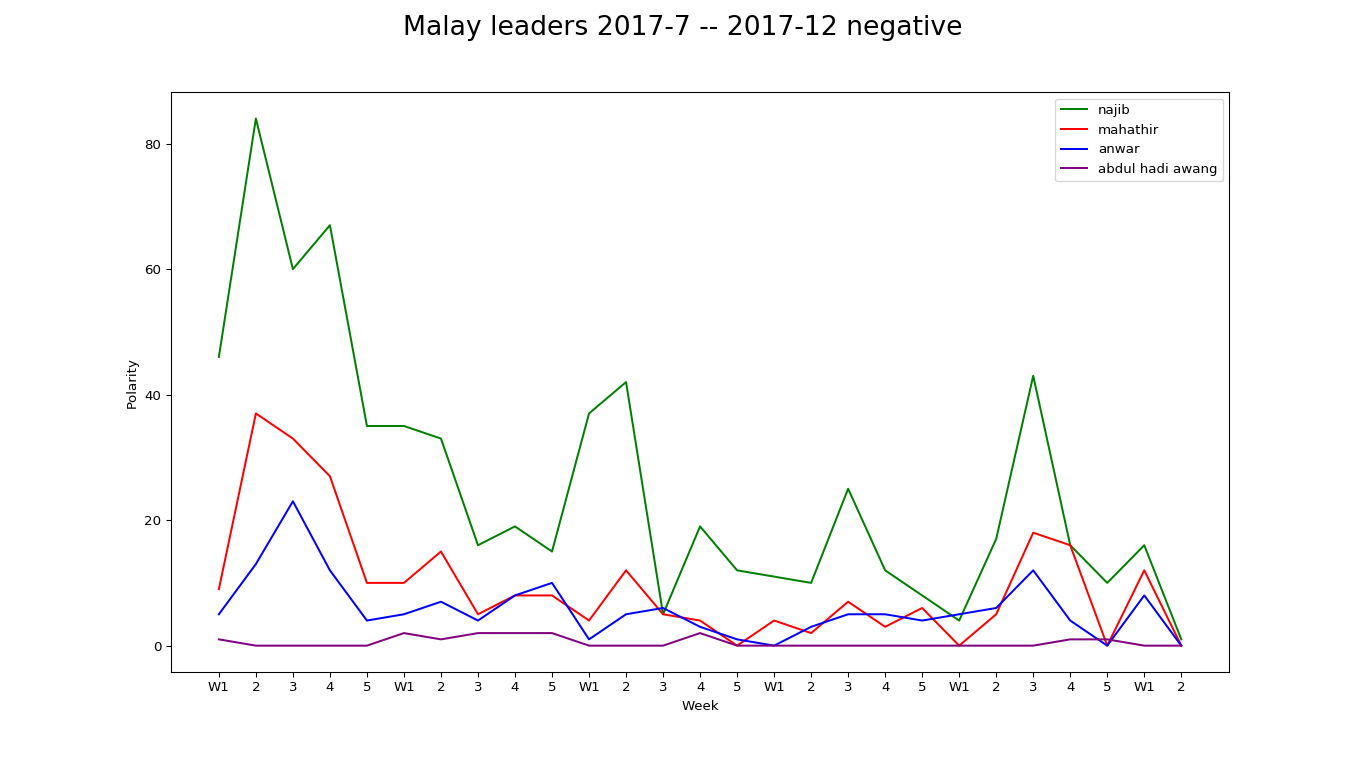 Malay leaders 2017-7 -- 2017-12 negative
najib
mahathir
anwar
abdul hadi awang
80
60
40
20
0
Polarity
W1 2 3 4 5 W1 2 3 4 5 W1 2 3 4 5 W1 2 3 4 5 W1 2 3 4 5 W1 2
Week